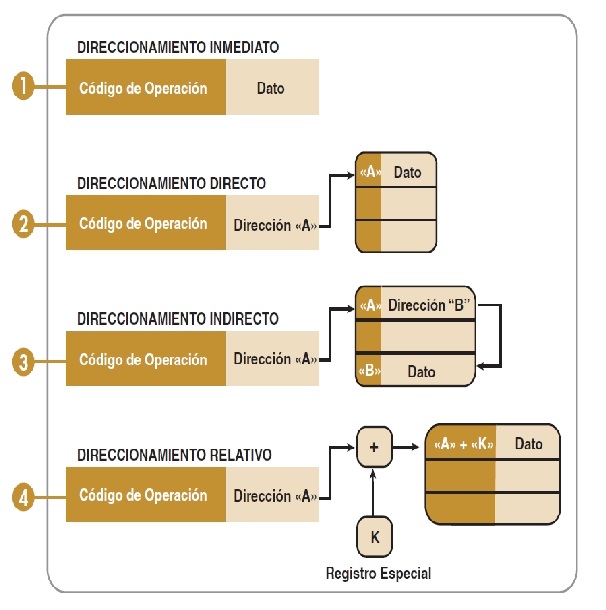 DIRECCIONAMIENTO INMEDIATO
1 Código de Operación Dato
DIRECCIONAMIENTO DIRECTO
«A» Dato
2 Código de Operación Dirección «A»
DIRECCIONAMIENTO INDIRECTO
«A» Dirección “B”
3 Código de Operación Dirección «A»
«B» Dato
DIRECCIONAMIENTO RELATIVO
+ «A» + «K» Dato
4 Código de Operación Dirección «A»
K
Registro Especial